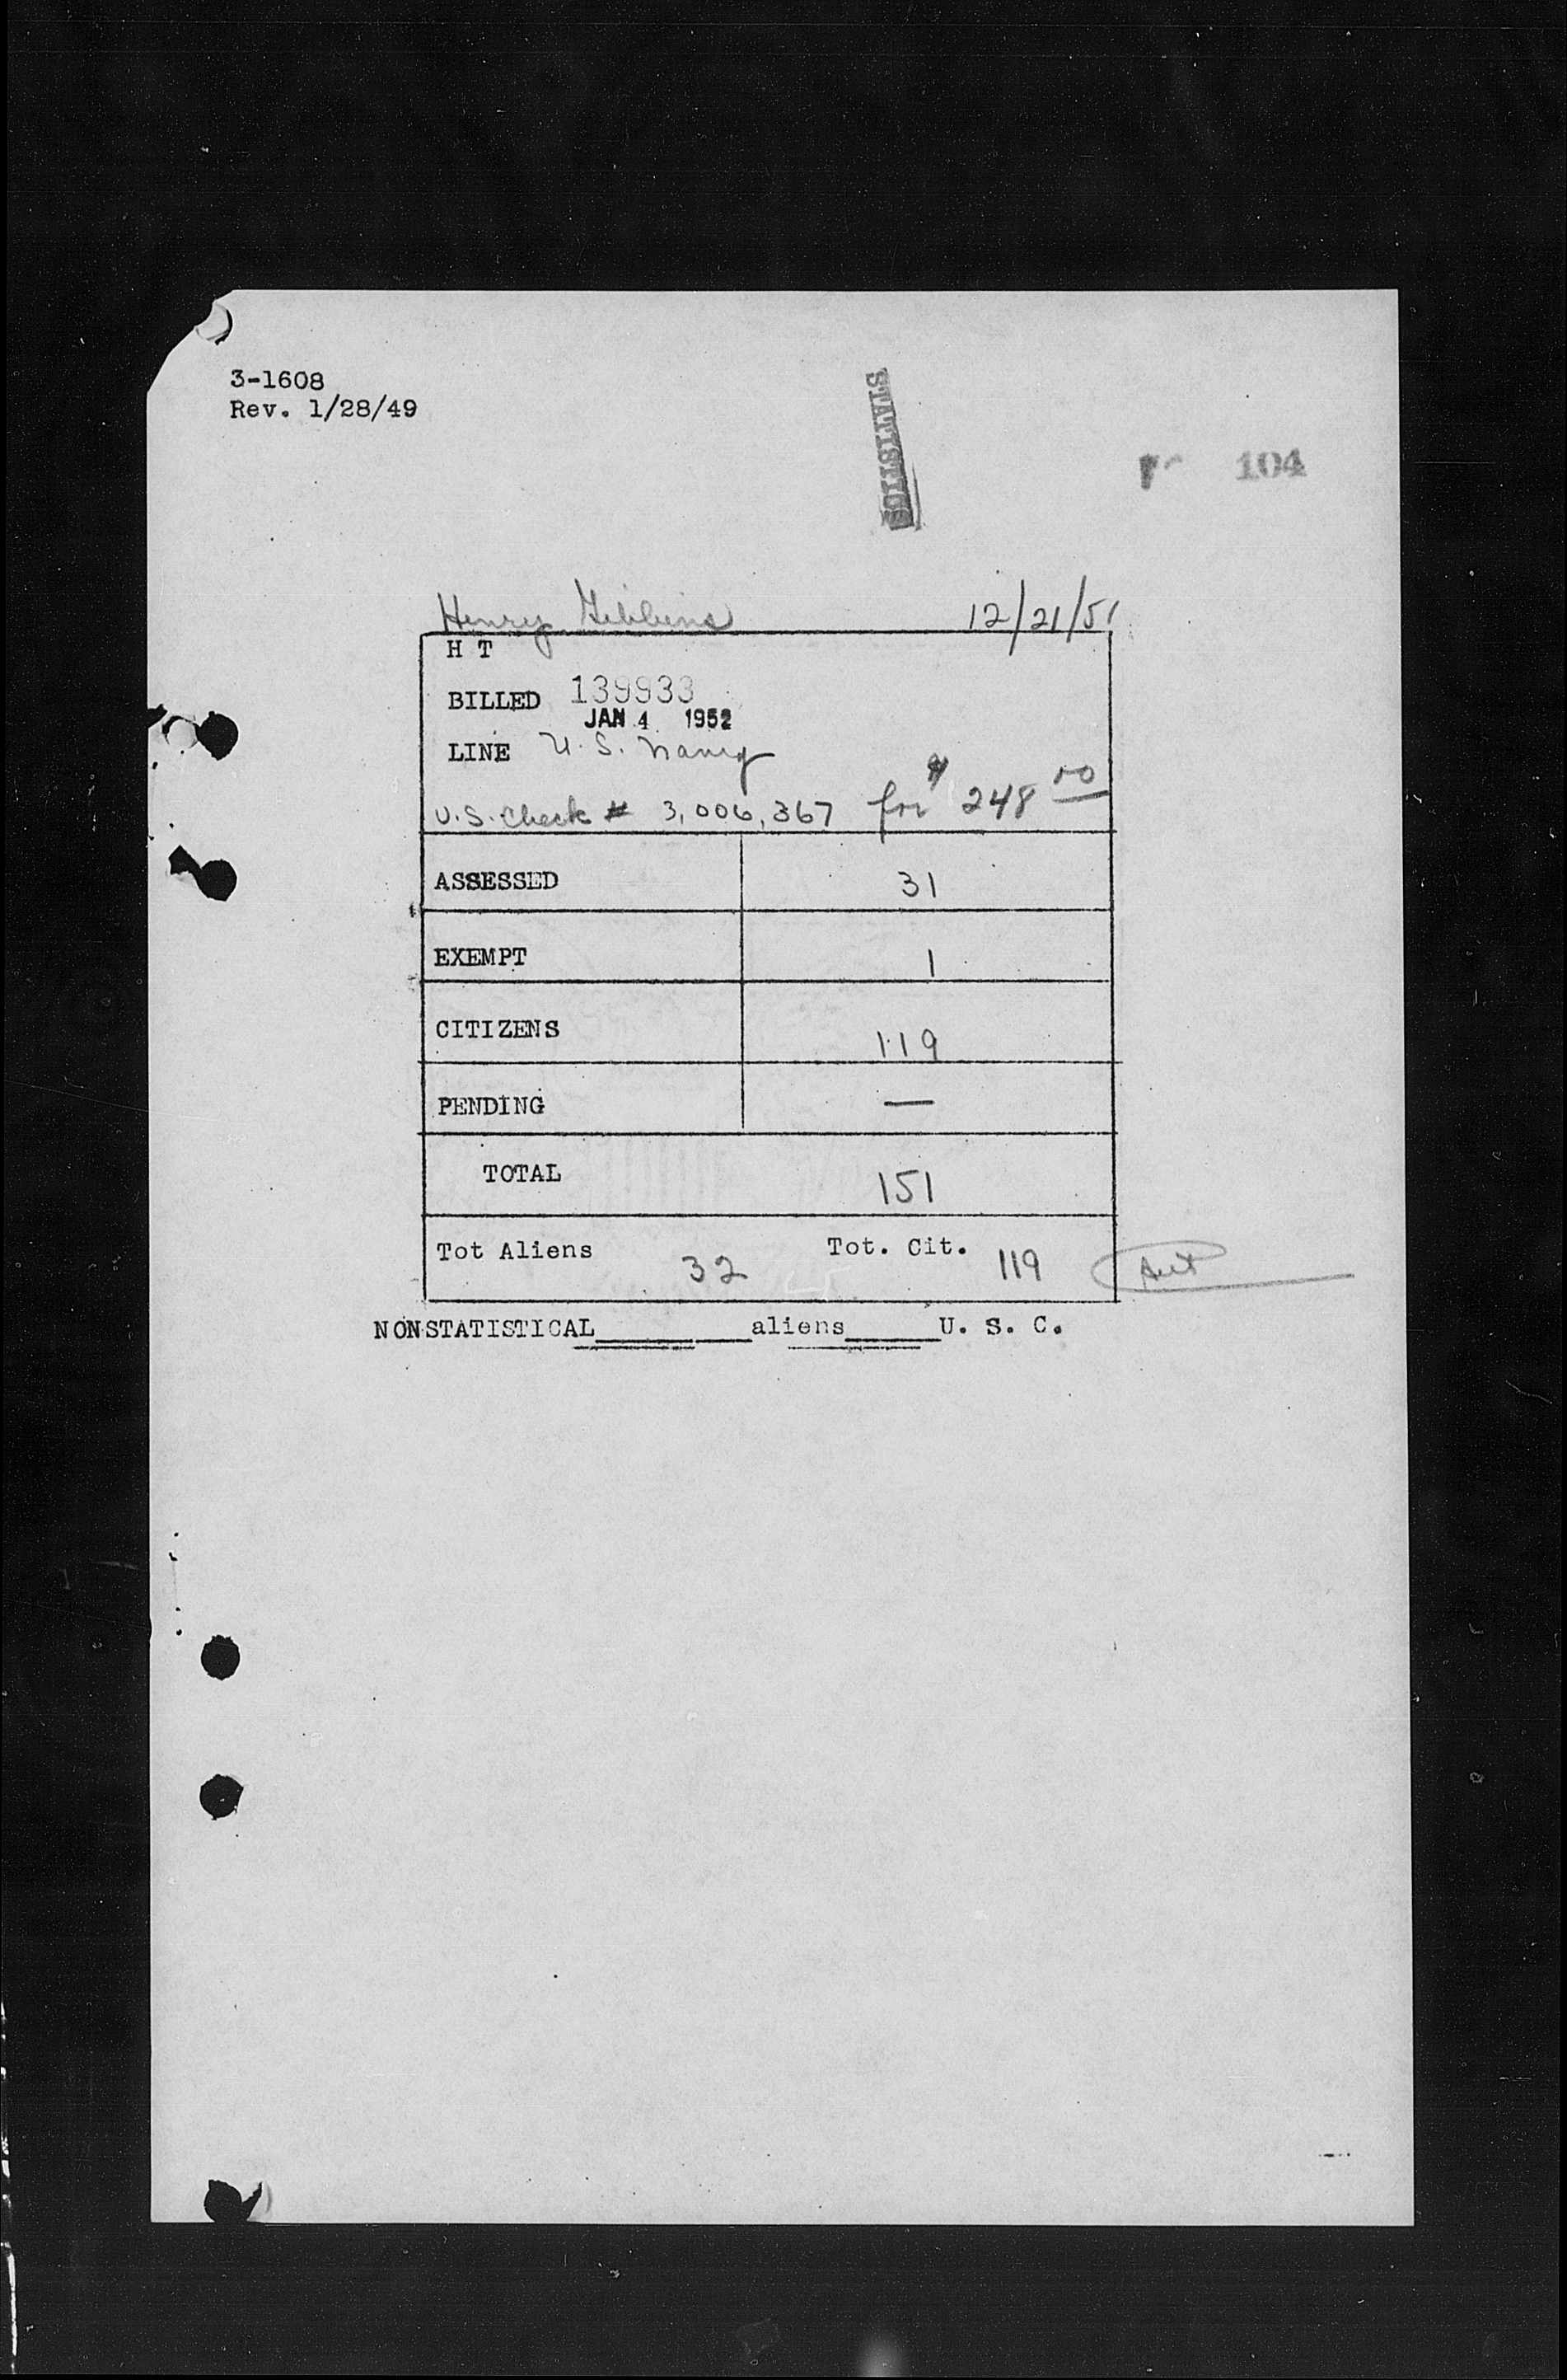 3-1608
Rev. 1/28/49
STATISTICS
104
Henry Gibbins 12/21/51
H T
BILLED 139933
JAN 4 1952
LINE U.S. Navy
U.S. Check # 3,006,367 for $ 248 00
ASSESSED 31
EXEMPT 1
CITIZENS 119
PENDING —
TOTAL 151
Tot Aliens 32 Tot. Cit. 119
NONSTATISTICAL_______ ____aliens______U. S. C.